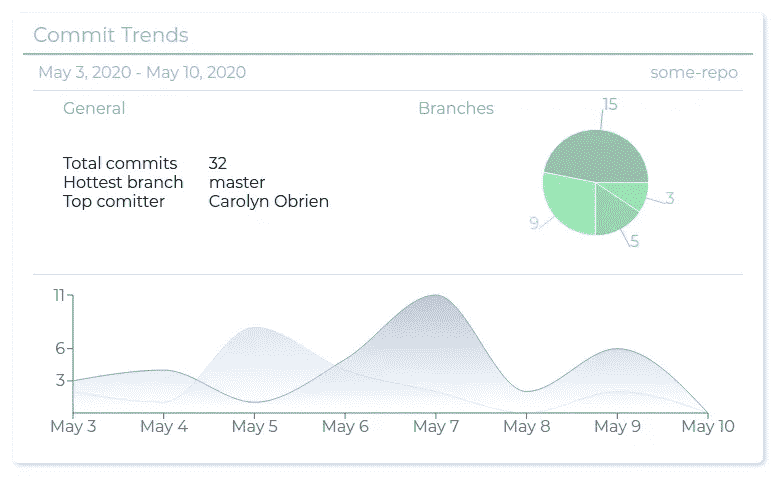 Commit Trends
May 3, 2020 - May 10, 2020 some-repo
General Branches
15
Total commits 32
Hottest branch master
Top comitter Carolyn Obrien
3
9
5
11
6
3
May 3 May 4 May 5 May 6 May 7 May 8 May 9 May 10